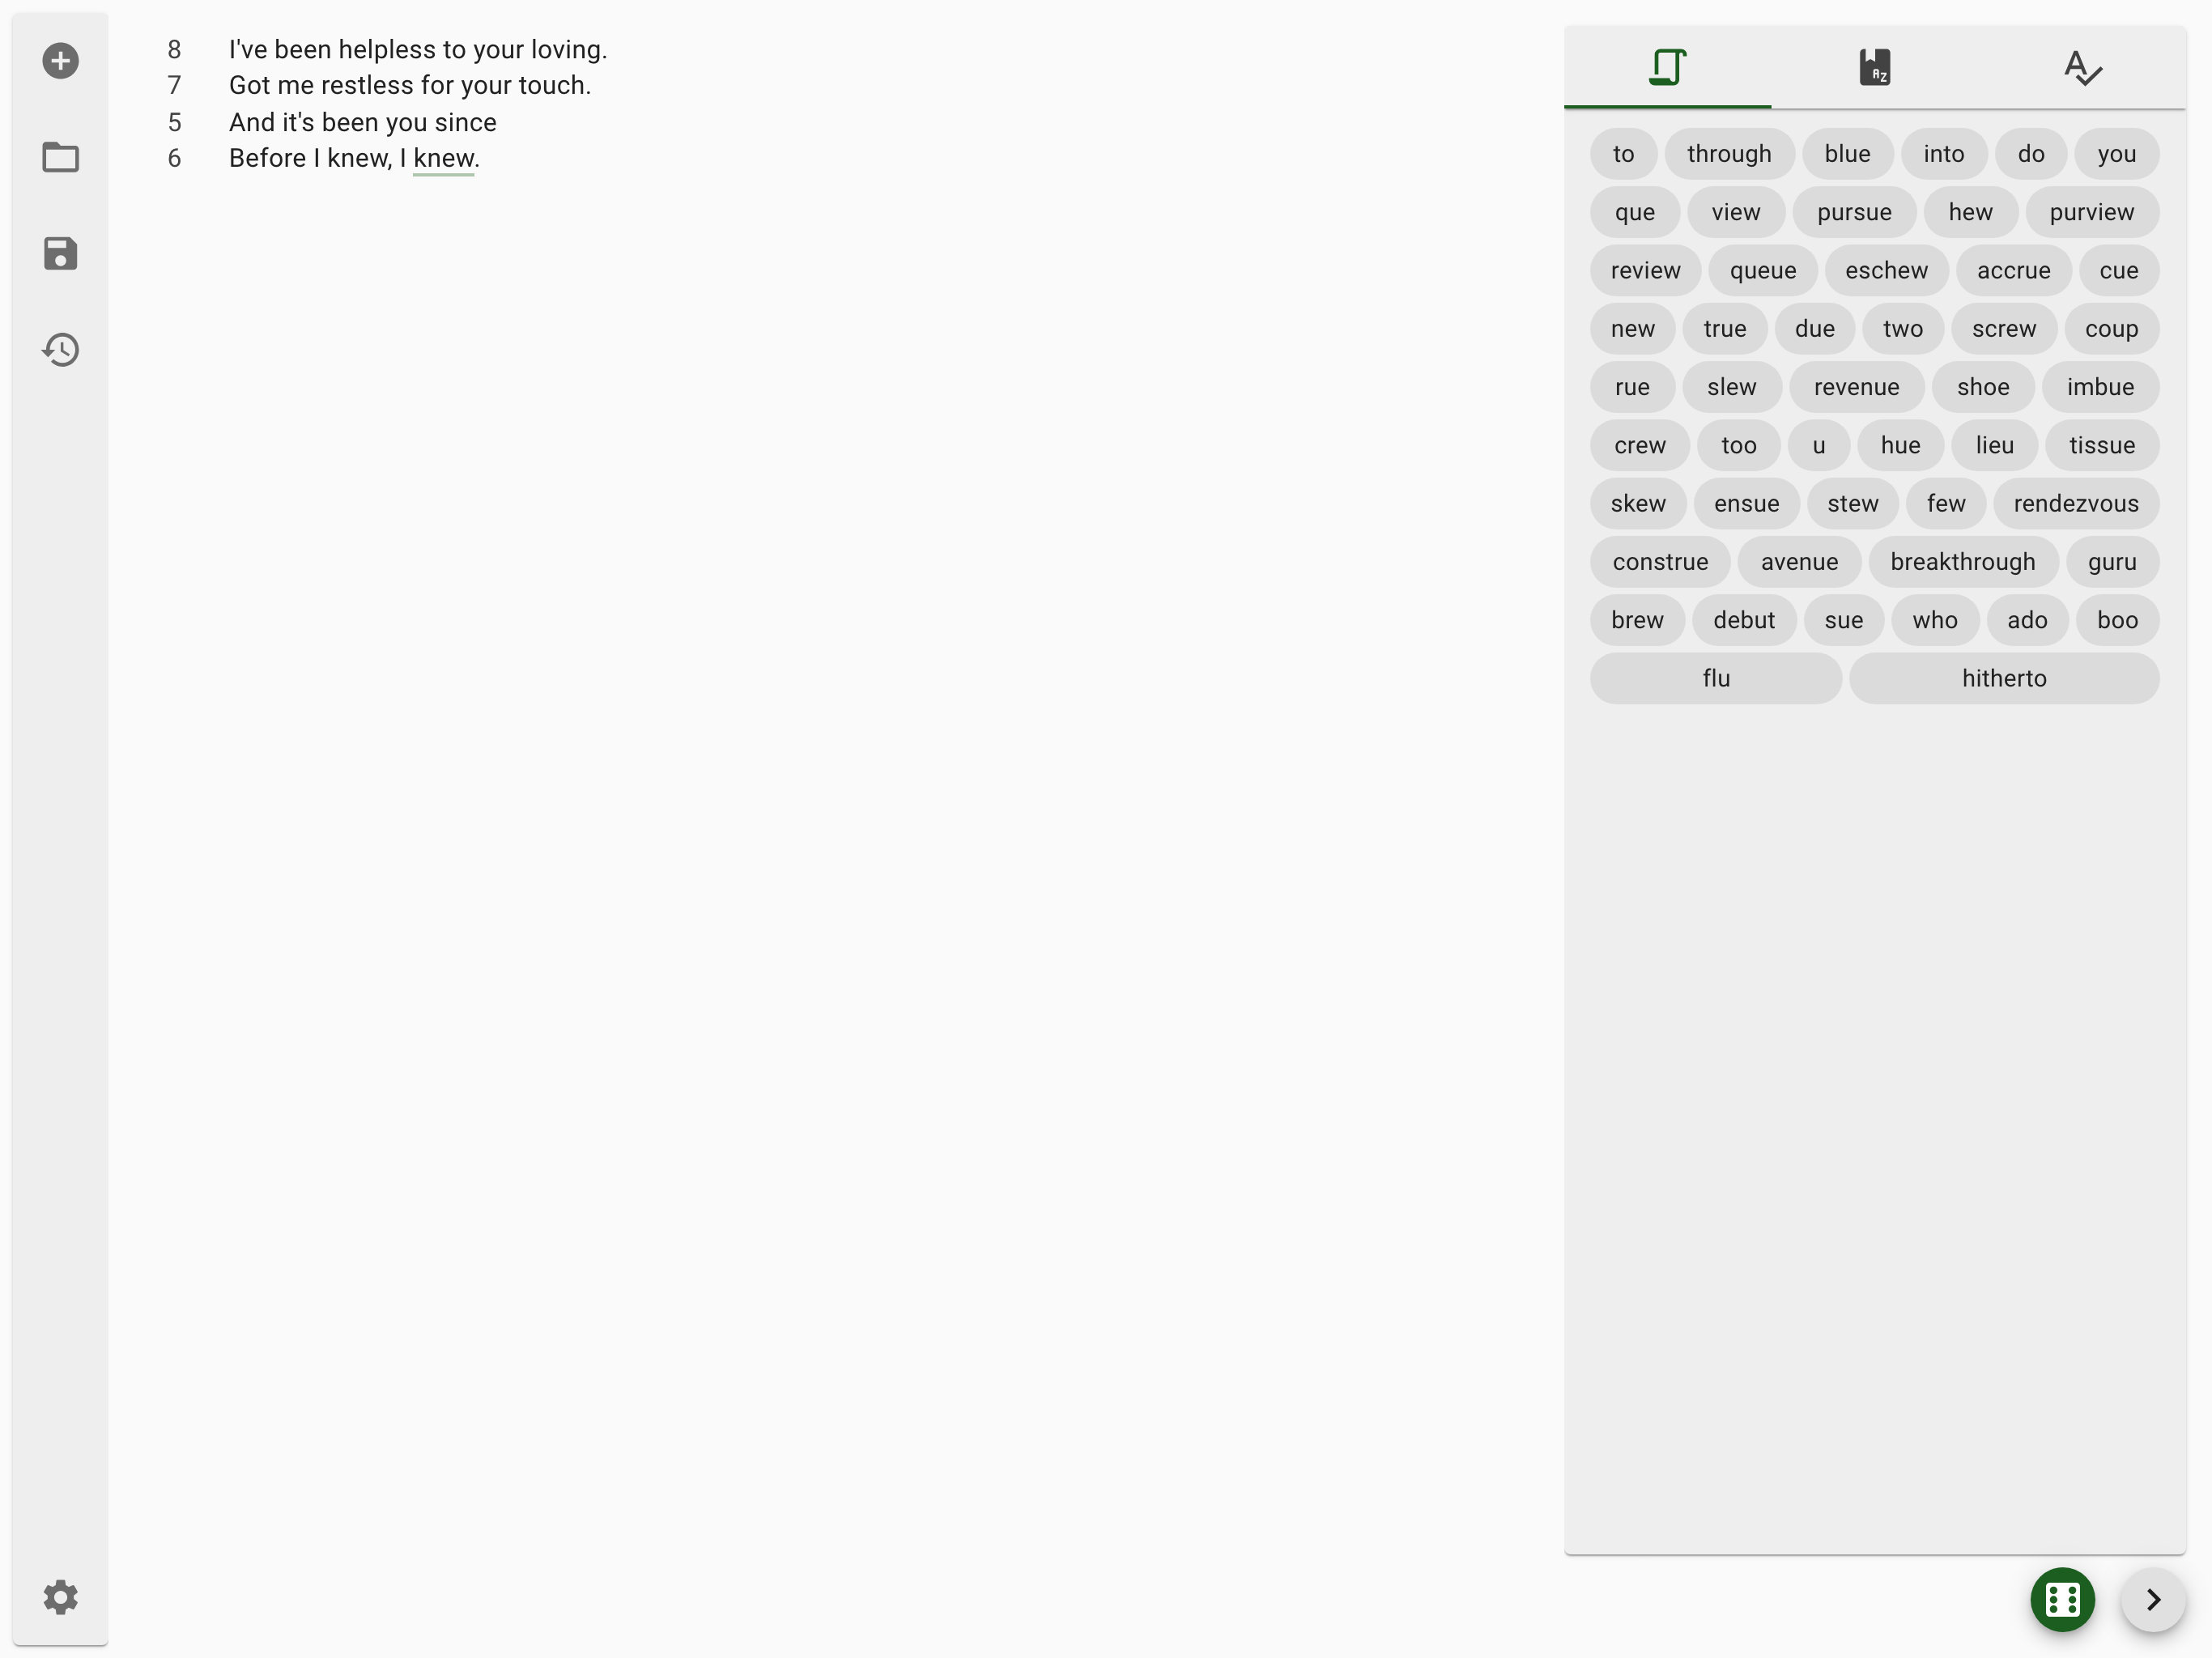 8 I've been helpless to your loving.
7 Got me restless for your touch.
5 And it's been you since
6 Before I knew, I knew.
A Z
A
to through blue into do you
que view pursue hew purview
review queue eschew accrue cue
new true due two screw coup
rue slew revenue shoe imbue
crew too u hue lieu tissue
skew ensue stew few rendezvous
construe avenue breakthrough guru
brew debut sue who ado boo
flu hitherto